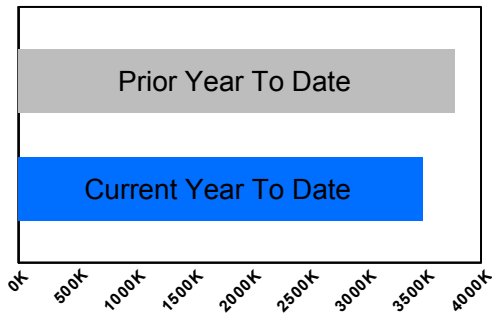 Prior Year To Date
Current Year To Date
0K 500K 1000K 1500K 2000K 2500K 3000K 3500K 4000K